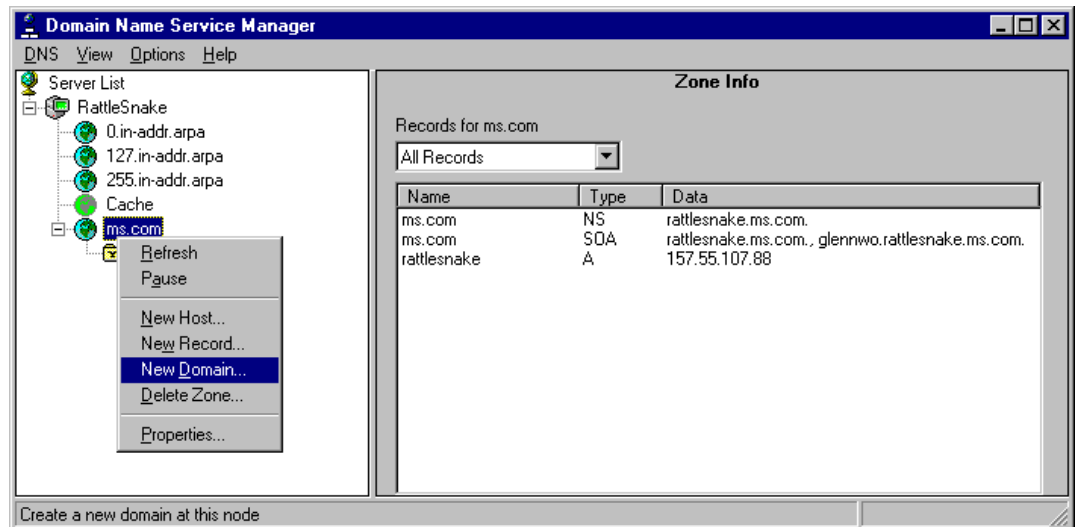 Domain Name Service Manager
DNS View Options Help
Server List
RattleSnake
0.in-addr.arpa
127.in-addr.arpa
255.in-addr.arpa
Cache
ms.com
Refresh
Pause
New Host...
New Record...
New Domain...
Delete Zone...
Properties...
Zone Info
Records for ms.com
All Records
Name Type Data
ms.com NS rattlesnake.ms.com.
ms.com SOA rattlesnake.ms.com., glennwo.rattlesnake.ms.com.
rattlesnake A 157.55.107.88
Create a new domain at this node